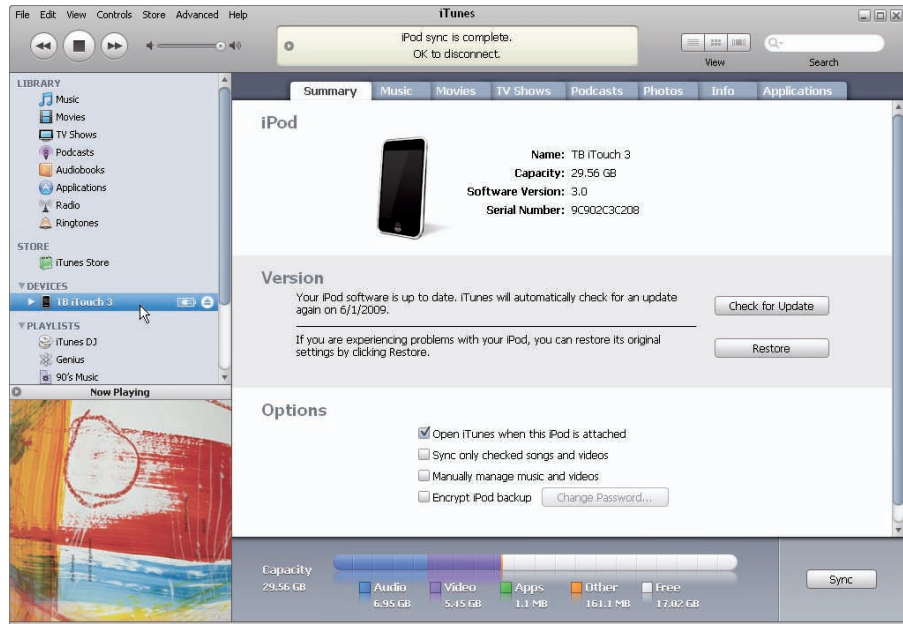 File Edit View Controls Store Advanced Help
iTunes
iPod sync is complete.
OK to disconnect.
View
Search
LIBRARY
Music
Movies
TV Shows
Podcasts
Audiobooks
Applications
Radio
Ringtones
STORE
iTunes Store
DEVICES
TB iTouch 3
PLAYLISTS
iTunes DJ
Genius
90's Music
Now Playing
Summary Music Movies TV Shows Podcasts Photos Info Applications
iPod
Name: TB iTouch 3
Capacity: 29.56 GB
Software Version: 3.0
Serial Number: 9C902C3C208
Version
Your iPod software is up to date. iTunes will automatically check for an update
again on 6/1/2009.
Check for Update
If you are experiencing problems with your iPod, you can restore its original
settings by clicking Restore.
Restore
Options
Open iTunes when this iPod is attached
Sync only checked songs and videos
Manually manage music and videos
Encrypt iPod backup Change Password...
Capacity
29.56 GB
Audio Video Apps Other Free
6.95 GB 5.45 GB 1.1 MB 161.1 MB 17.02 GB
Sync